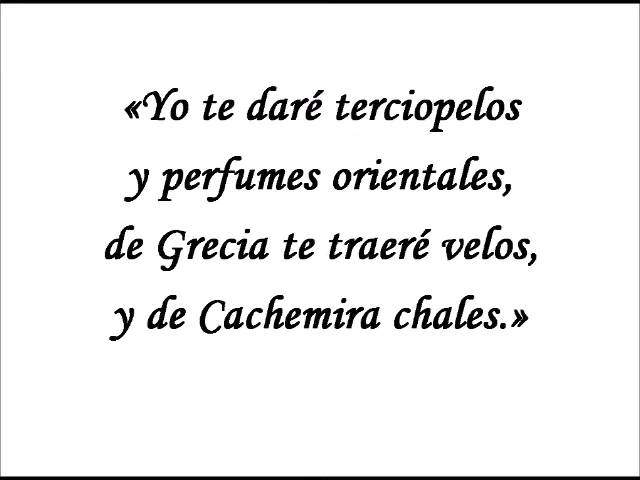 «Yo te daré terciopelos
y perfumes orientales,
de Grecia te traeré velos,
y de Cachemira chales.»